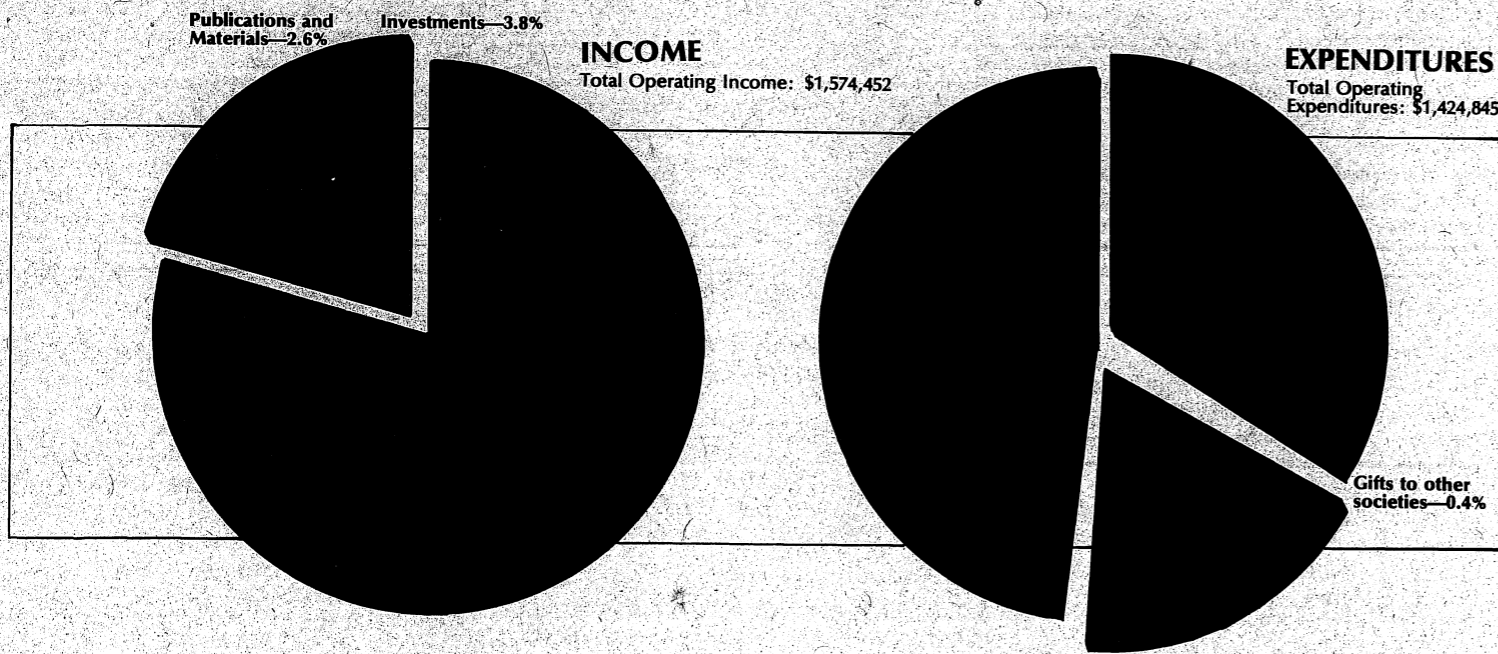 Publications and
Materials—2.6%
Investments—3.8%
INCOME
Total Operating Income: $1,574,452
EXPENDITURES
Total Operating
Expenditures: $1,424,845
Gifts to other
societies—0.4%